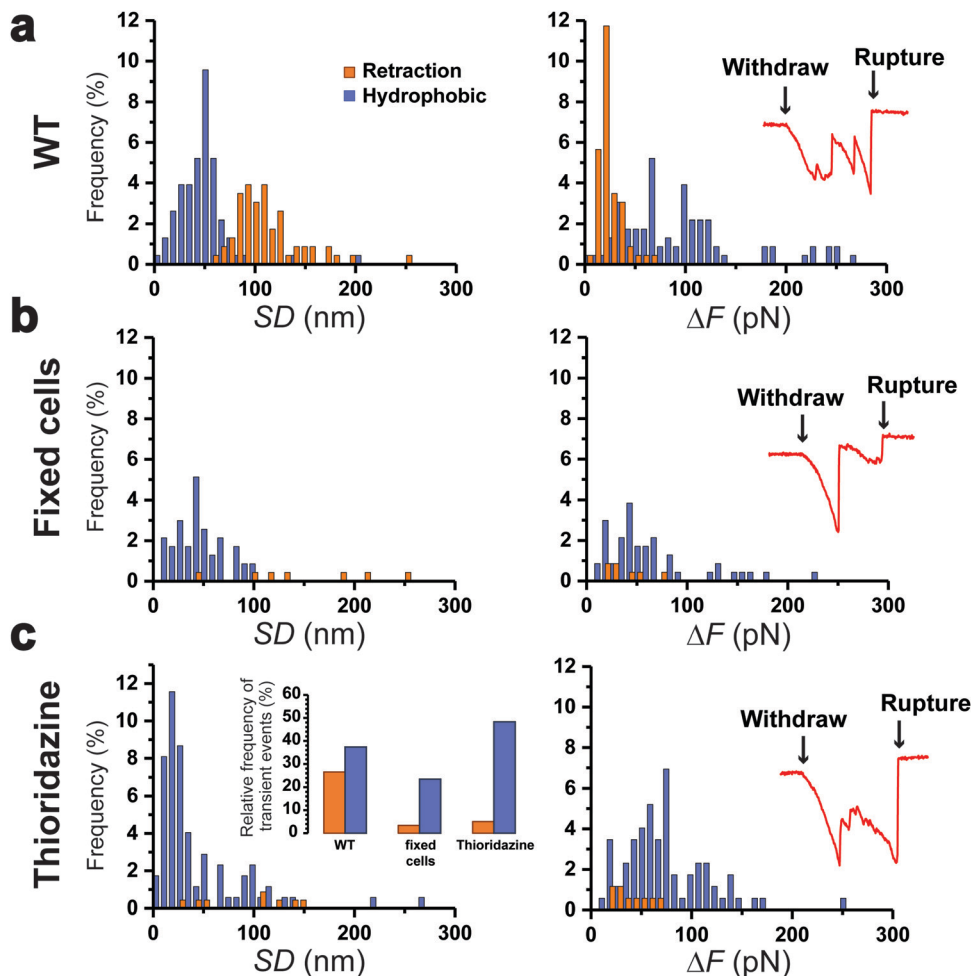 a
WT
Frequency (%)
12
10
8
6
4
2
0
0
100
200
300
SD (nm)
Retraction
Hydrophobic
12
10
8
6
4
2
0
0
100
200
300
ΔF (pN)
Withdraw
Rupture
b
Fixed cells
Frequency (%)
12
10
8
6
4
2
0
0
100
200
300
SD (nm)
12
10
8
6
4
2
0
0
100
200
300
ΔF (pN)
Withdraw
Rupture
c
Thioridazine
Frequency (%)
12
10
8
6
4
2
0
0
100
200
300
SD (nm)
Relative frequency of
transient events (%)
60
50
40
30
20
10
0
WT
fixed
cells
Thioridazine
10
8
6
4
2
0
0
100
200
300
ΔF (pN)
Withdraw
Rupture